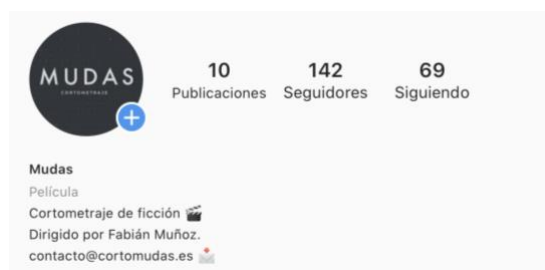 MUDAS
CORTOMETRAJE
10 142 69
Publicaciones Seguidores Siguiendo
Mudas
Película
Cortometraje de ficción 🎬
Dirigido por Fabián Muñoz.
contacto@cortomudas.es 📩